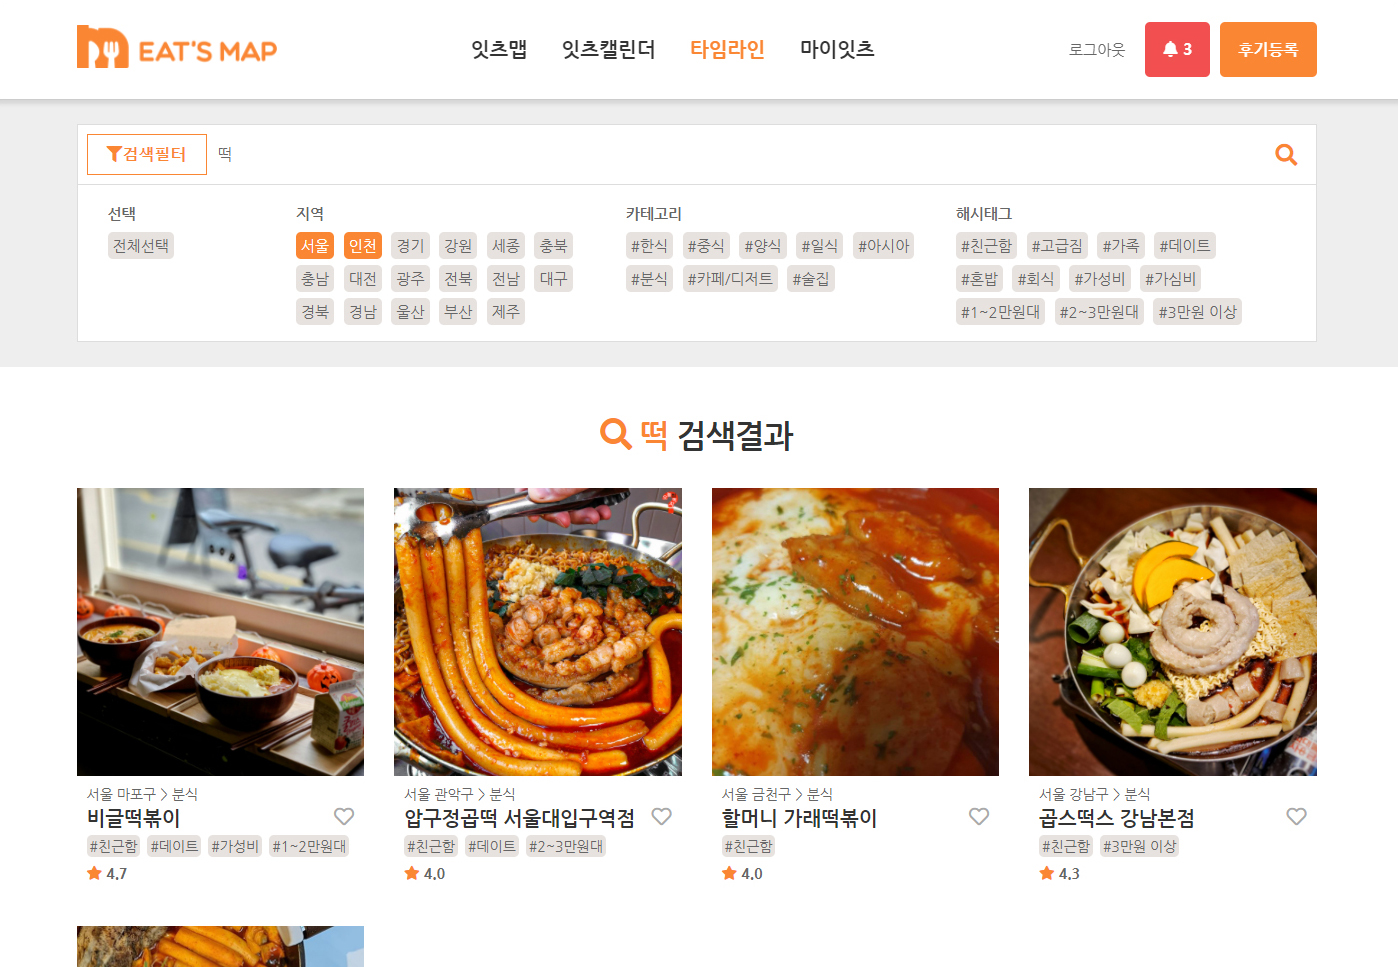 EAT'S MAP
잇츠맵 잇츠캘린더 타임라인 마이잇츠
로그아웃 3 후기등록
검색필터 떡
선택
전체선택
지역
서울 인천 경기 강원 세종 충북
충남 대전 광주 전북 전남 대구
경북 경남 울산 부산 제주
카테고리
#한식 #중식 #양식 #일식 #아시아
#분식 #카페/디저트 #술집
해시태그
#친근함 #고급짐 #가족 #데이트
#혼밥 #회식 #가성비 #가심비
#1~2만원대 #2~3만원대 #3만원 이상
떡 검색결과
서울 마포구 > 분식
비글떡볶이
#친근함 #데이트 #가성비 #1~2만원대
4.7
서울 관악구 > 분식
압구정곱떡 서울대입구역점
#친근함 #데이트 #2~3만원대
4.0
서울 금천구 > 분식
할머니 가래떡볶이
#친근함
4.0
서울 강남구 > 분식
곱스떡스 강남본점
#친근함 #3만원 이상
4.3